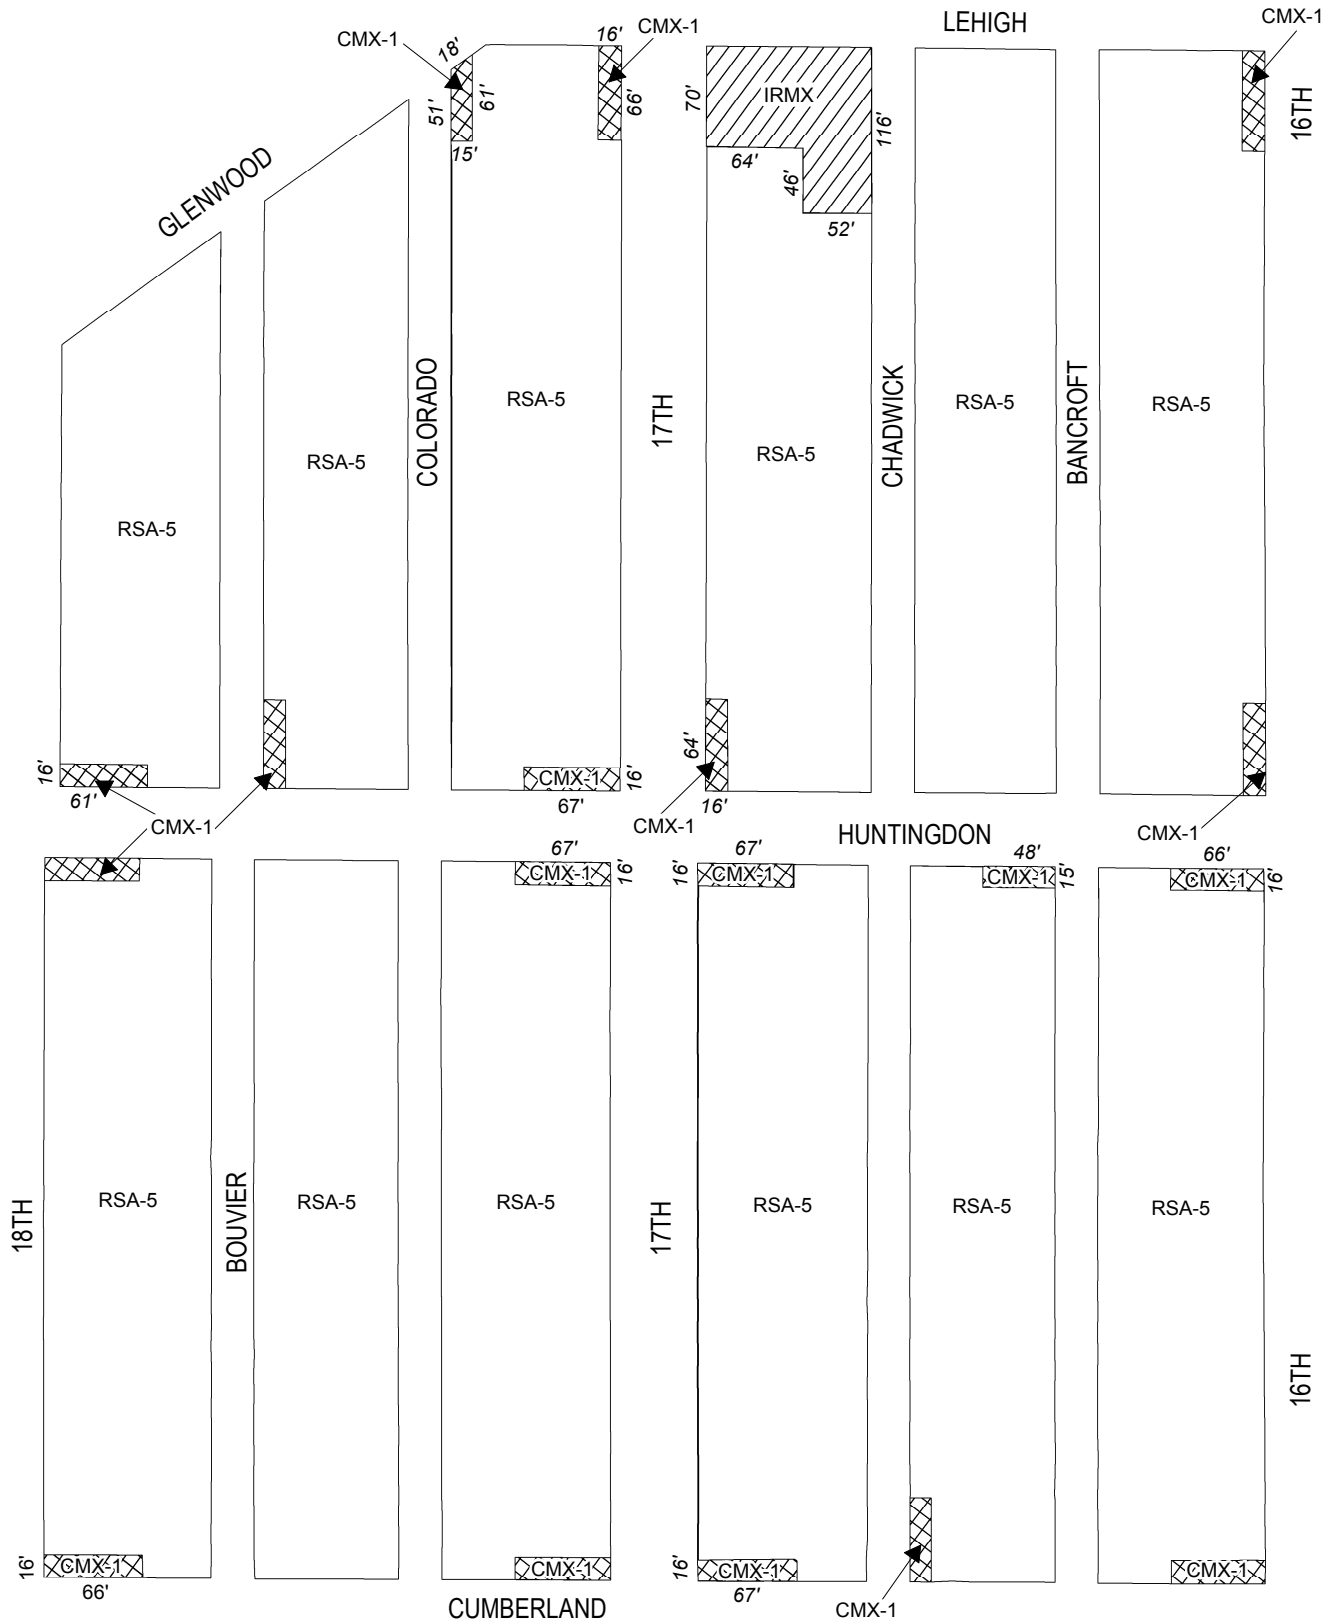 LEHIGH
CMX-1
CMX-1
CMX-1
18'
16'
51'
61'
15'
66'
70'
IRMX
116'
64'
46'
52'
16TH
GLENWOOD
COLORADO
17TH
CHADWICK
BANCROFT
RSA-5
RSA-5
RSA-5
RSA-5
RSA-5
RSA-5
16'
61'
CMX-1
CMX-1
16'
67'
64'
16'
CMX-1
CMX-1
HUNTINGDON
67'
CMX-1
16'
16'
67'
CMX-1
48'
CMX-1
15'
66'
CMX-1
16'
18TH
RSA-5
BOUVIER
RSA-5
RSA-5
17TH
RSA-5
RSA-5
RSA-5
16TH
16'
CMX-1
66'
CMX-1
16'
CMX-1
67'
CMX-1
CMX-1
CUMBERLAND